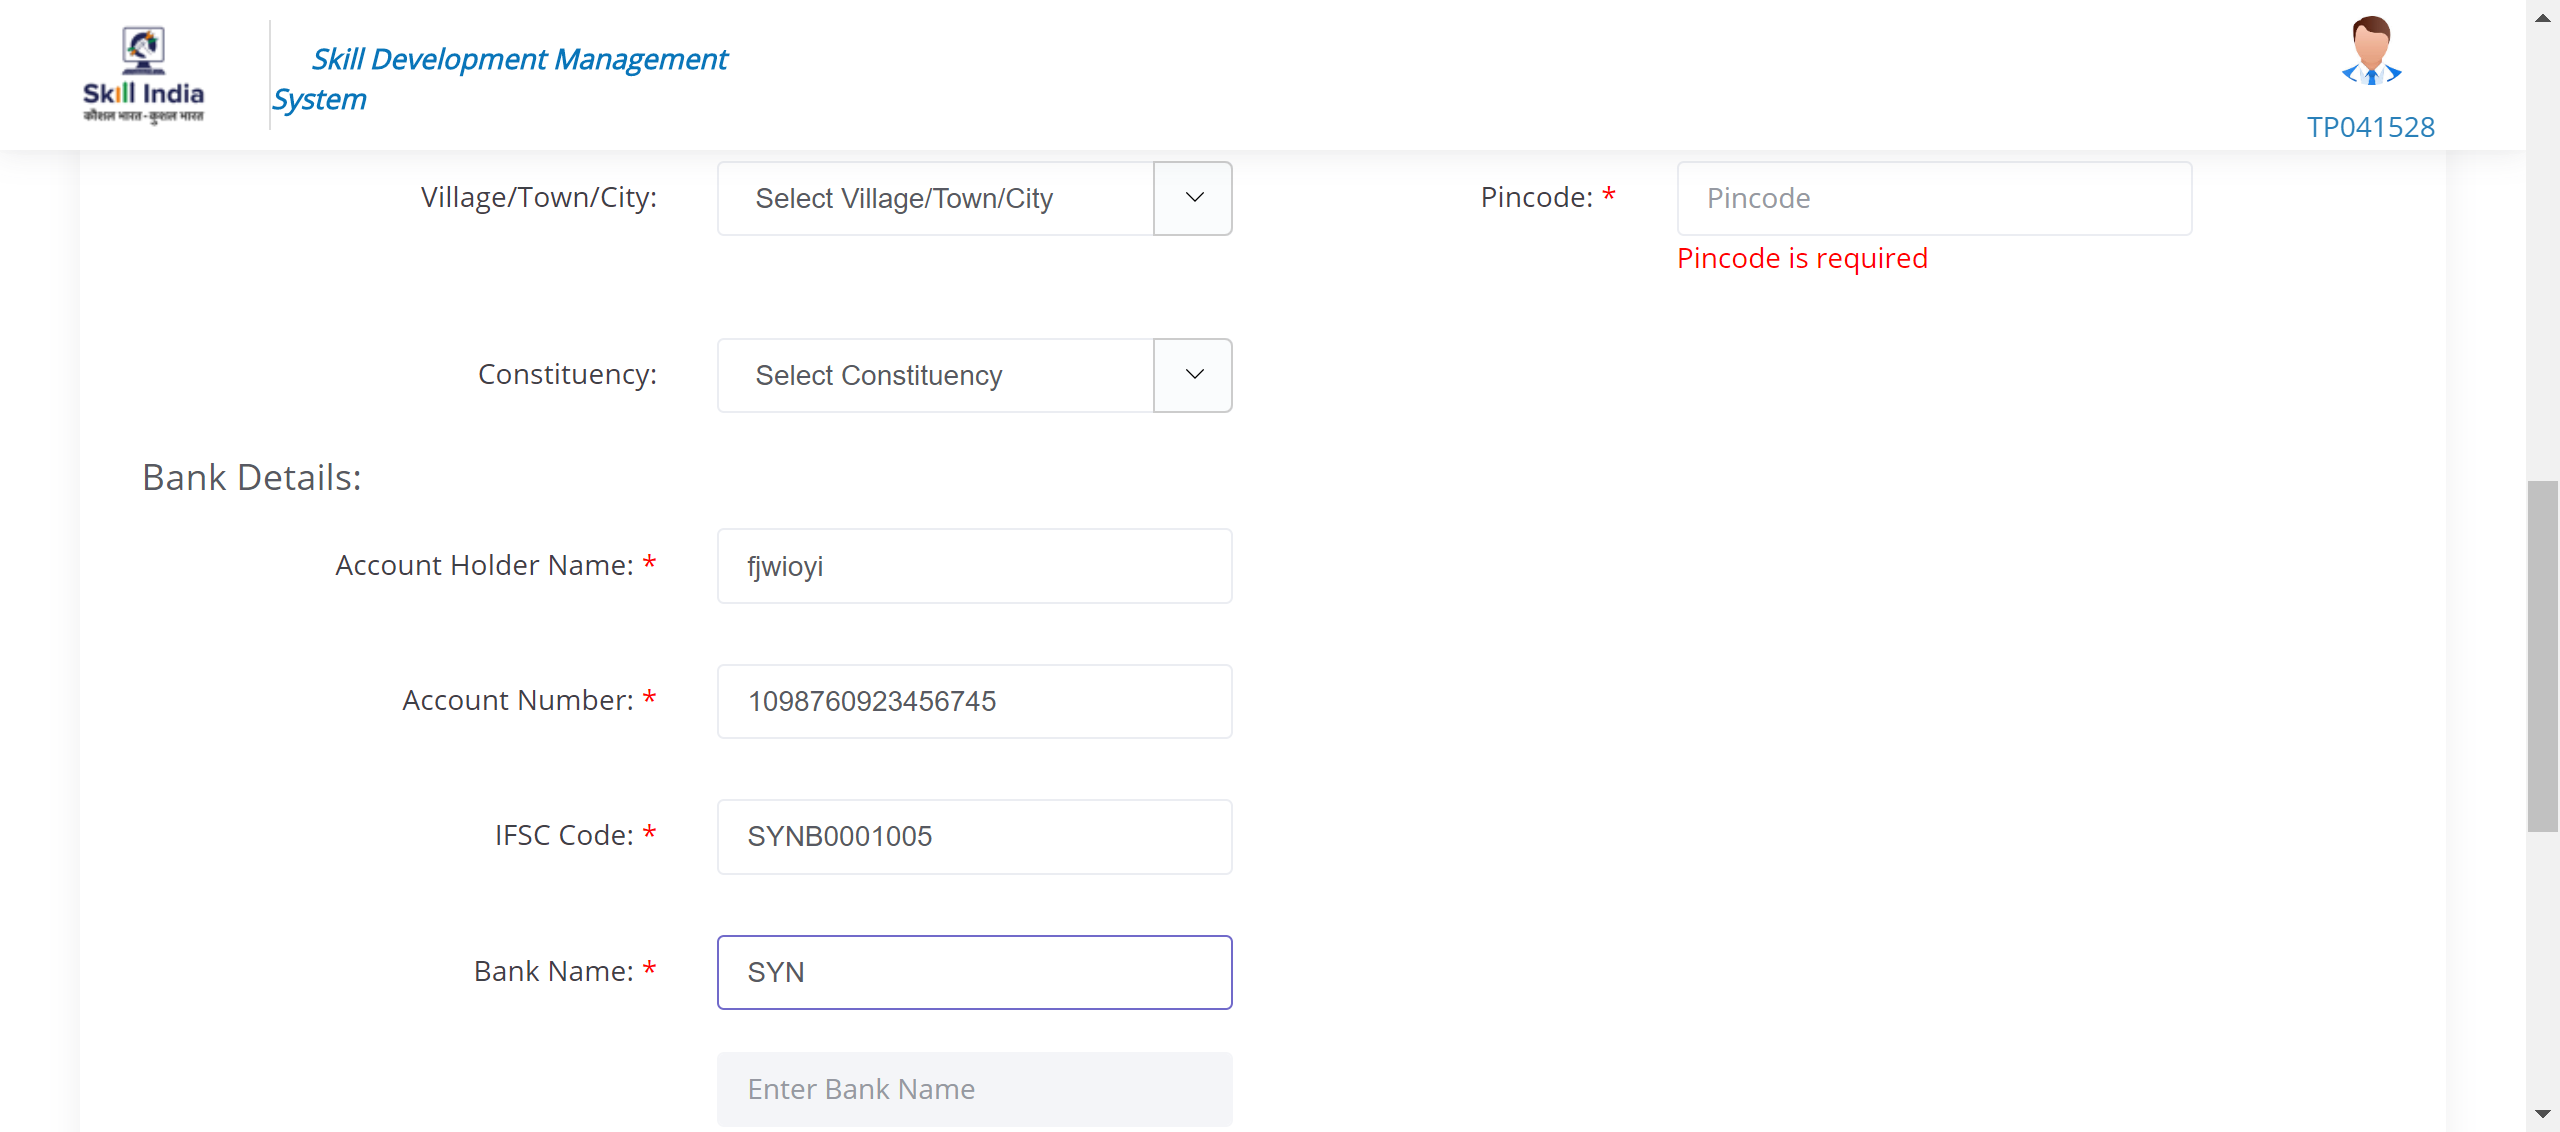 Skill India
कौशल भारत - कुशल भारत
Skill Development Management
System
TP041528
Village/Town/City:
Select Village/Town/City
Pincode: *
Pincode
Pincode is required
Constituency:
Select Constituency
Bank Details:
Account Holder Name: *
fjwioyi
Account Number: *
1098760923456745
IFSC Code: *
SYNB0001005
Bank Name: *
SYN
Enter Bank Name